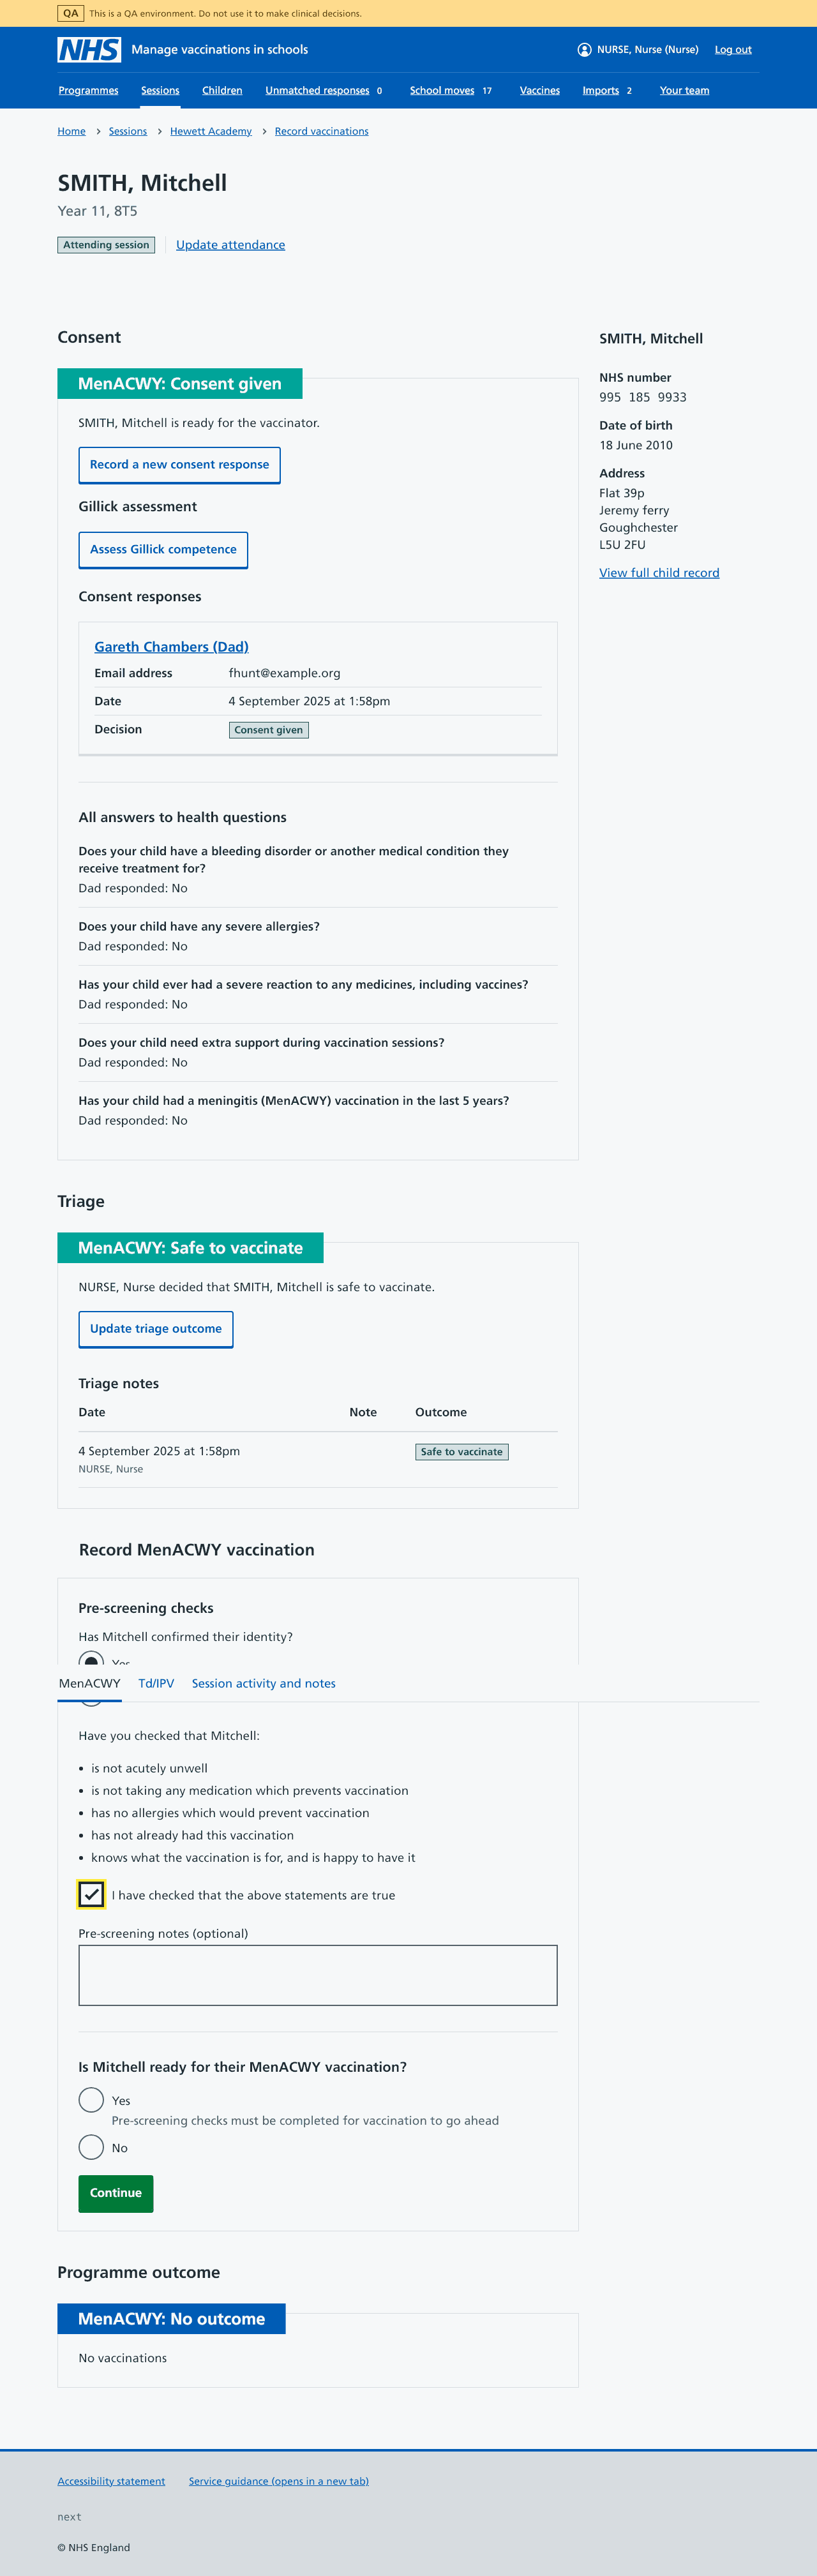 QA This is a QA environment. Do not use it to make clinical decisions.
NHS Manage vaccinations in schools NURSE, Nurse (Nurse) Log out
Programmes Sessions Children Unmatched responses 0 School moves 17 Vaccines Imports 2 Your team
Home Sessions Hewett Academy Record vaccinations
SMITH, Mitchell
Year 11, 8T5
Attending session Update attendance
Consent
MenACWY: Consent given
SMITH, Mitchell is ready for the vaccinator.
Record a new consent response
Gillick assessment
Assess Gillick competence
Consent responses
Gareth Chambers (Dad)
Email address fhunt@example.org
Date 4 September 2025 at 1:58pm
Decision Consent given
All answers to health questions
Does your child have a bleeding disorder or another medical condition they
receive treatment for?
Dad responded: No
Does your child have any severe allergies?
Dad responded: No
Has your child ever had a severe reaction to any medicines, including vaccines?
Dad responded: No
Does your child need extra support during vaccination sessions?
Dad responded: No
Has your child had a meningitis (MenACWY) vaccination in the last 5 years?
Dad responded: No
SMITH, Mitchell
NHS number
995 185 9933
Date of birth
18 June 2010
Address
Flat 39p
Jeremy ferry
Goughchester
L5U 2FU
View full child record
Triage
MenACWY: Safe to vaccinate
NURSE, Nurse decided that SMITH, Mitchell is safe to vaccinate.
Update triage outcome
Triage notes
Date Note Outcome
4 September 2025 at 1:58pm Safe to vaccinate
NURSE, Nurse
Record MenACWY vaccination
Pre-screening checks
Has Mitchell confirmed their identity?
Yes
MenACWY Td/IPV Session activity and notes
Have you checked that Mitchell:
is not acutely unwell
is not taking any medication which prevents vaccination
has no allergies which would prevent vaccination
has not already had this vaccination
knows what the vaccination is for, and is happy to have it
I have checked that the above statements are true
Pre-screening notes (optional)
Is Mitchell ready for their MenACWY vaccination?
Yes
Pre-screening checks must be completed for vaccination to go ahead
No
Continue
Programme outcome
MenACWY: No outcome
No vaccinations
Accessibility statement Service guidance (opens in a new tab)
next
© NHS England